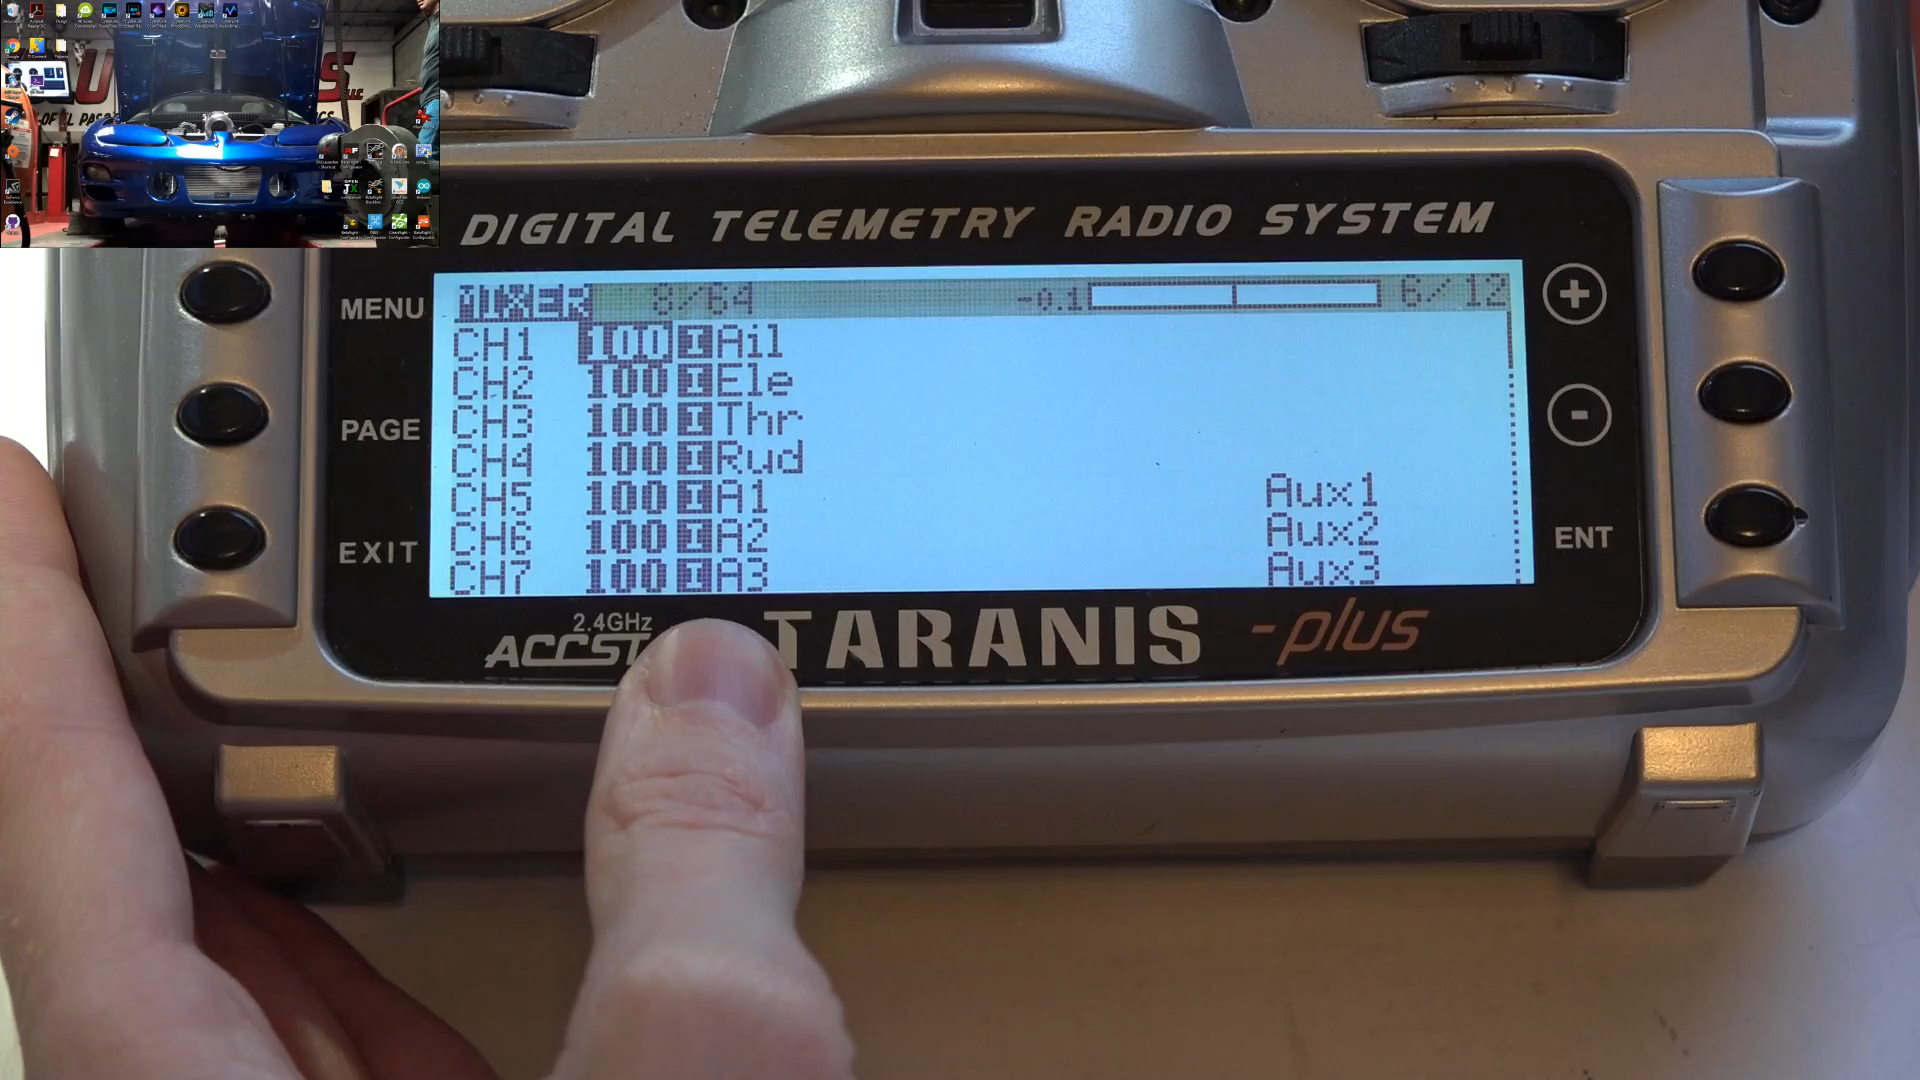 DIGITAL TELEMETRY RADIO SYSTEM
MENU
PAGE
EXIT
MIXER 8/64 -0.1 6/12
CH1 100 I Ail
CH2 100 I Ele
CH3 100 I Thr
CH4 100 I Rud
CH5 100 I A1 Aux1
CH6 100 I A2 Aux2
CH7 100 I A3 Aux3
+
-
ENT
2.4GHz
ACCST
TARANIS -plus